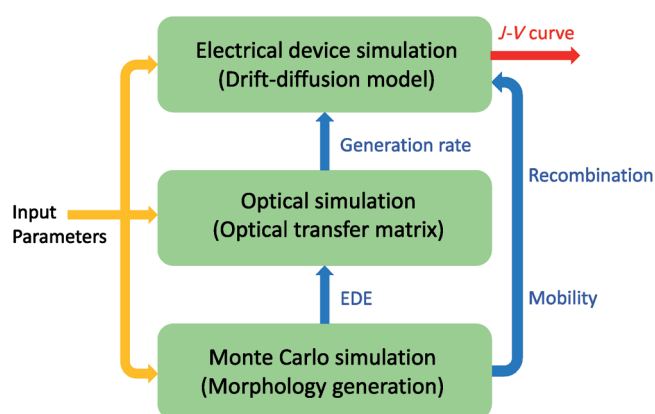 Electrical device simulation
(Drift-diffusion model)
J-V curve
Generation rate
Recombination
Input
Parameters
Optical simulation
(Optical transfer matrix)
EDE
Mobility
Monte Carlo simulation
(Morphology generation)